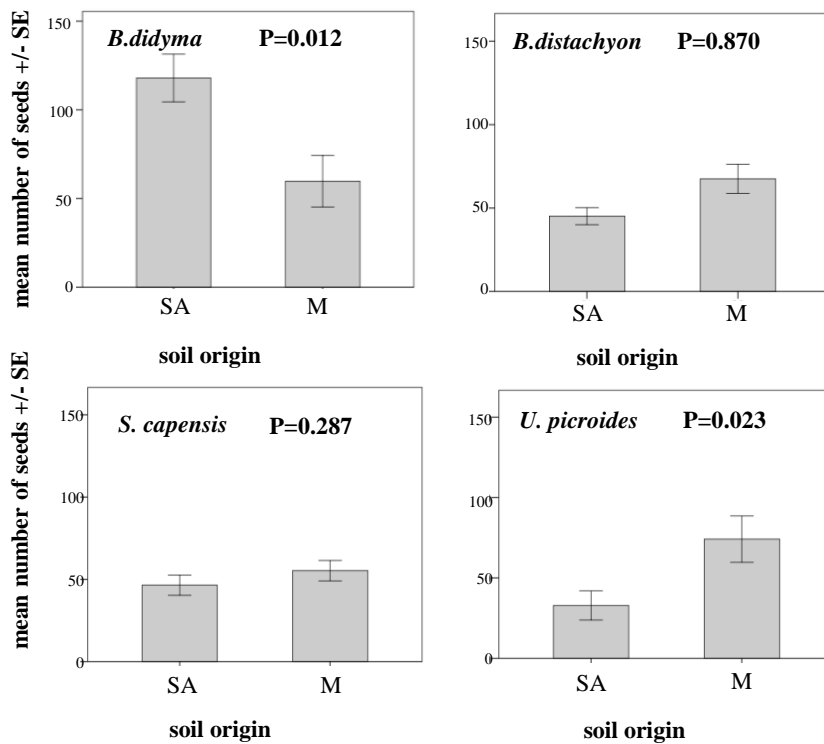 mean number of seeds +/- SE
150
100
50
0
B.didyma P=0.012
SA M
soil origin
150
100
50
0
B.distachyon P=0.870
SA M
soil origin
mean number of seeds +/- SE
150
100
50
0
S. capensis P=0.287
SA M
soil origin
150
100
50
0
U. picroides P=0.023
SA M
soil origin